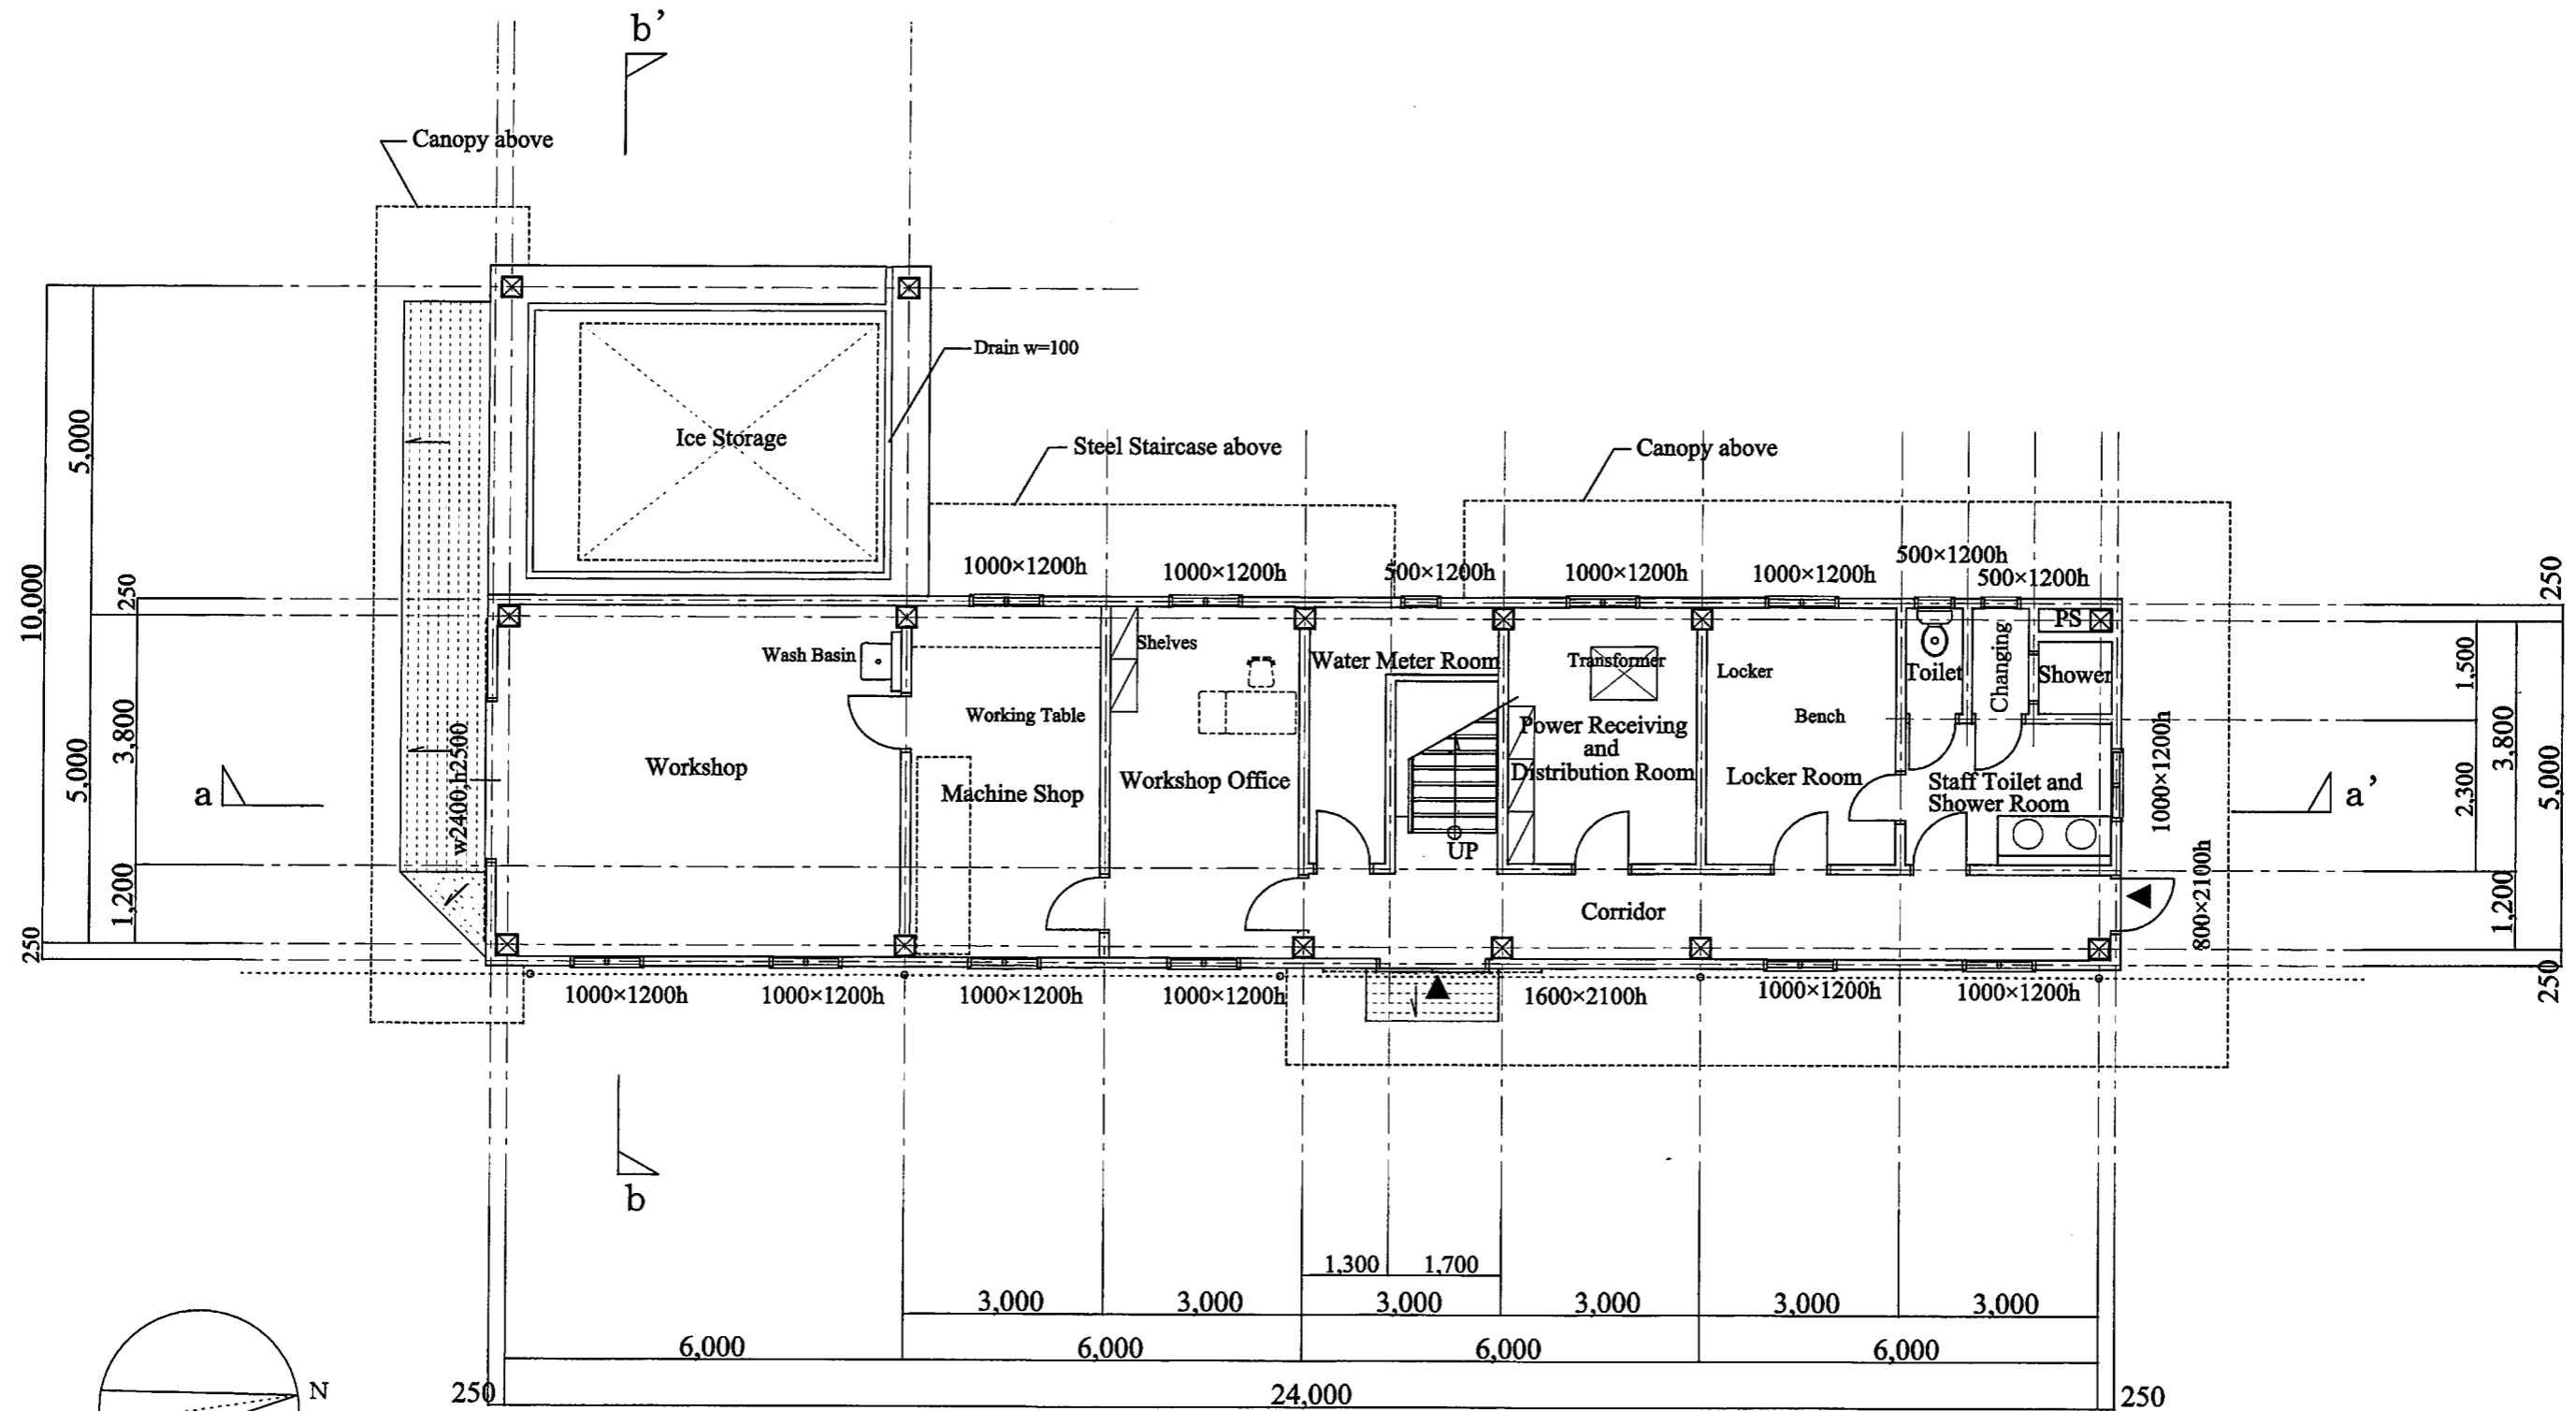 b’
Canopy above
Drain w=100
Ice Storage
Steel Staircase above
Canopy above
5,000
10,000
250
5,000
3,800
1,200
250
1000×1200h
1000×1200h
500×1200h
1000×1200h
1000×1200h
500×1200h
500×1200h
250
Wash Basin
Shelves
Water Meter Room
Transformer
Locker
Toilet
Changing
PS
Shower
1,500
Working Table
Bench
Workshop
Machine Shop
Workshop Office
Power Receiving
and
Distribution Room
Locker Room
Staff Toilet and
Shower Room
w2400,h2500
a
a’
1000×1200h
2,300
3,800
5,000
UP
Corridor
800×2100h
1,200
250
1000×1200h
1000×1200h
1000×1200h
1000×1200h
1600×2100h
1000×1200h
1000×1200h
b
1,300
1,700
3,000
3,000
3,000
3,000
3,000
3,000
6,000
6,000
6,000
6,000
250
24,000
250
N